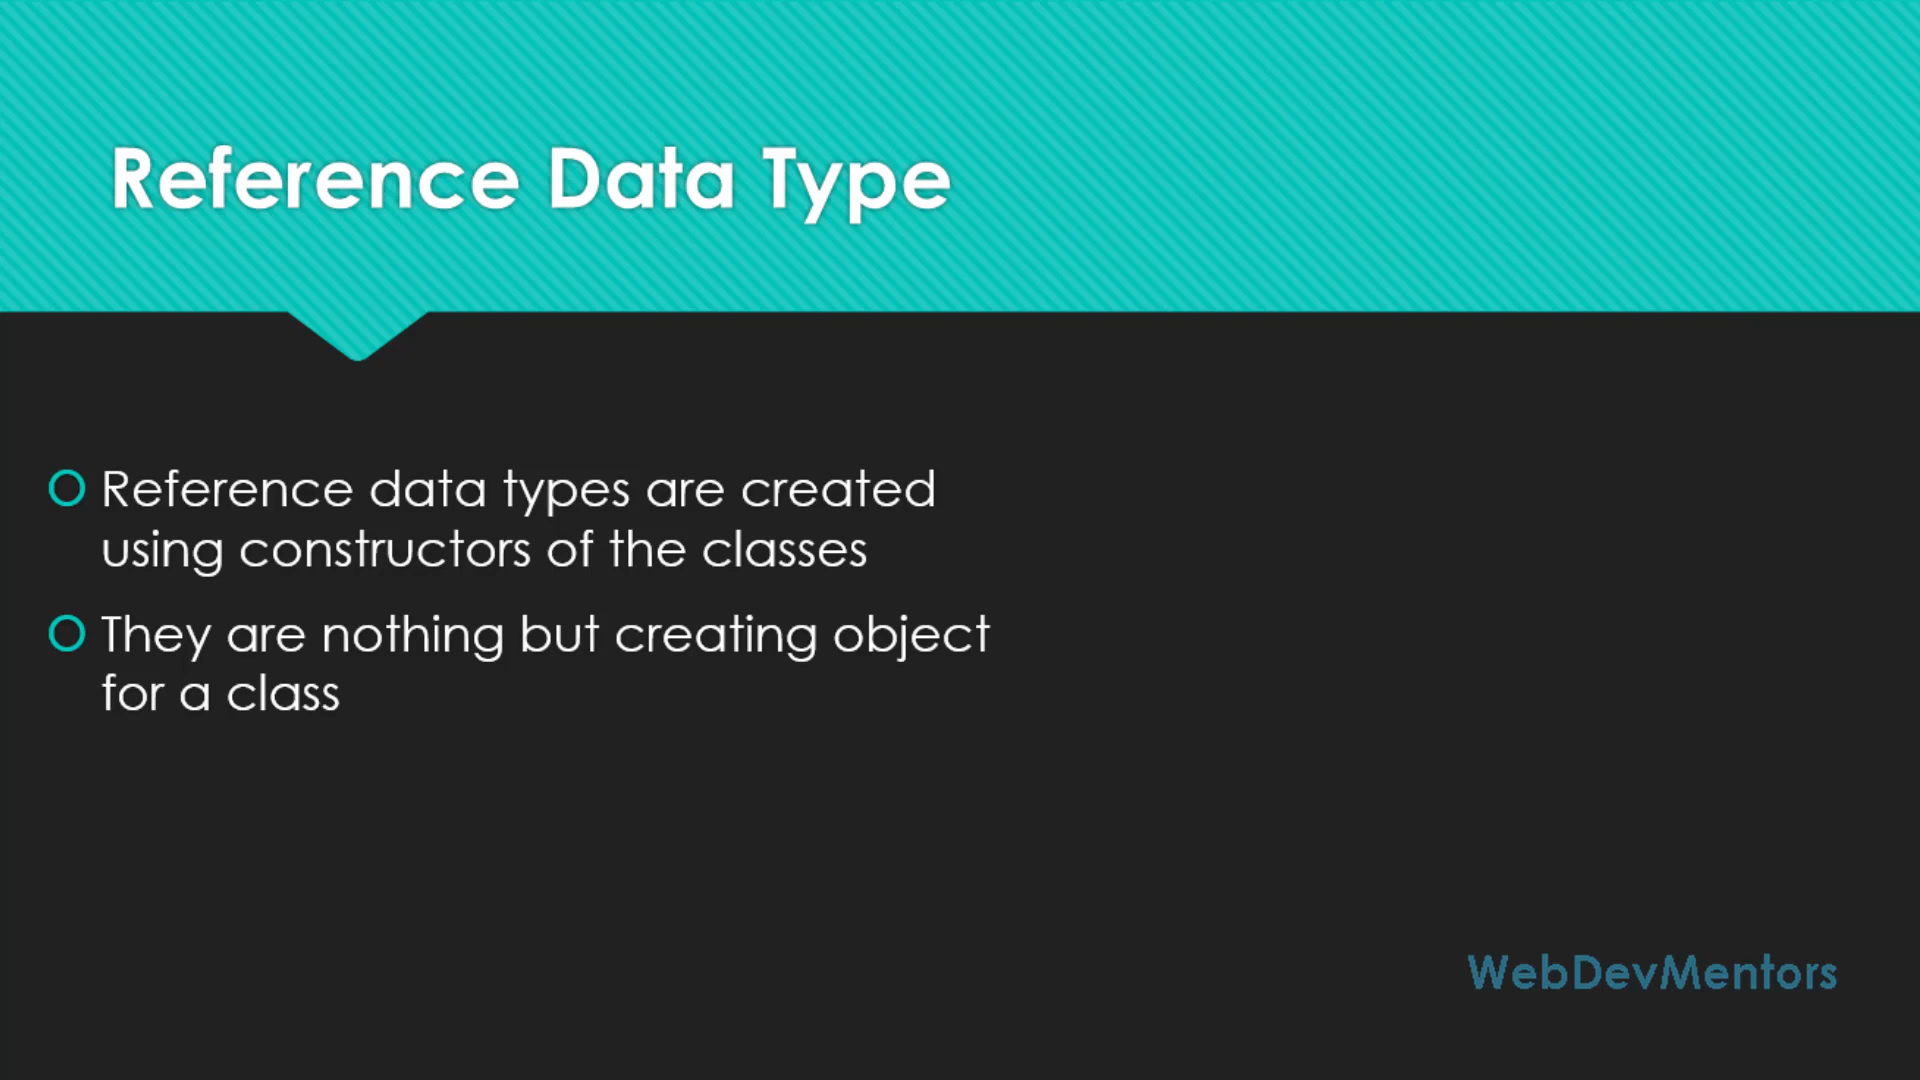 Reference Data Type
Reference data types are created
using constructors of the classes
They are nothing but creating object
for a class
WebDevMentors